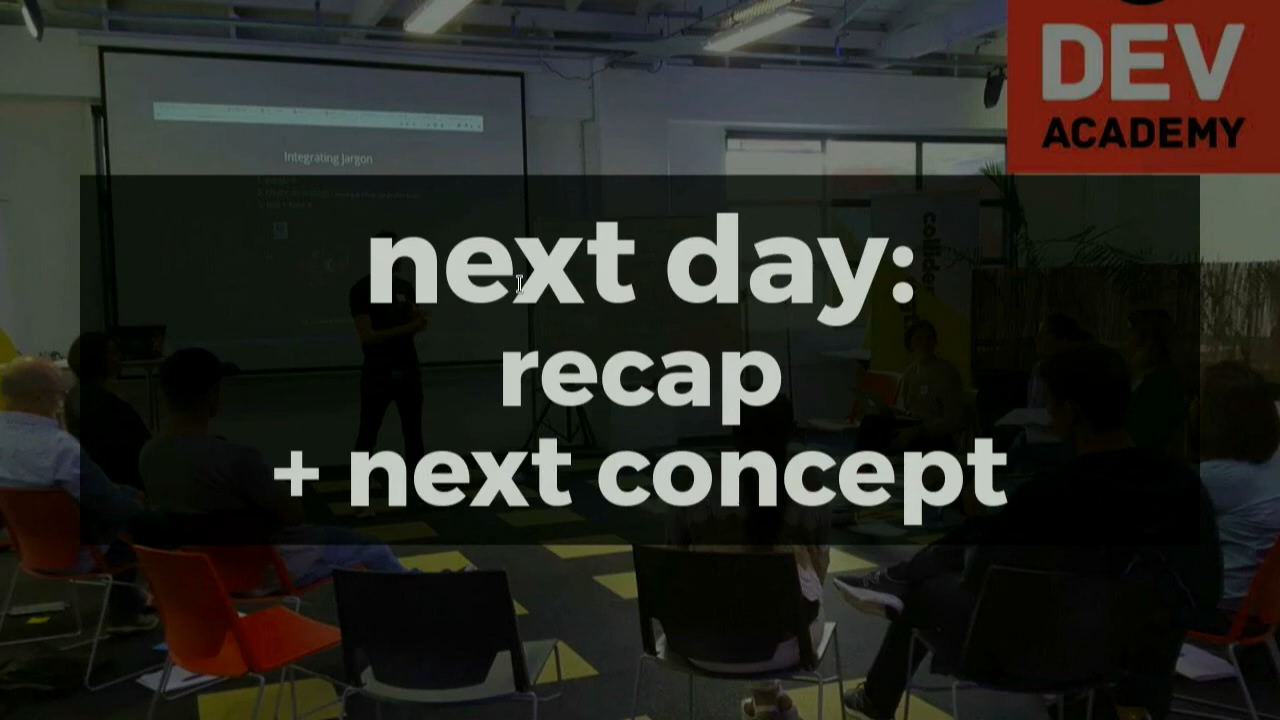 DEV
ACADEMY
Integrating Jargon
next day:
recap
+ next concept